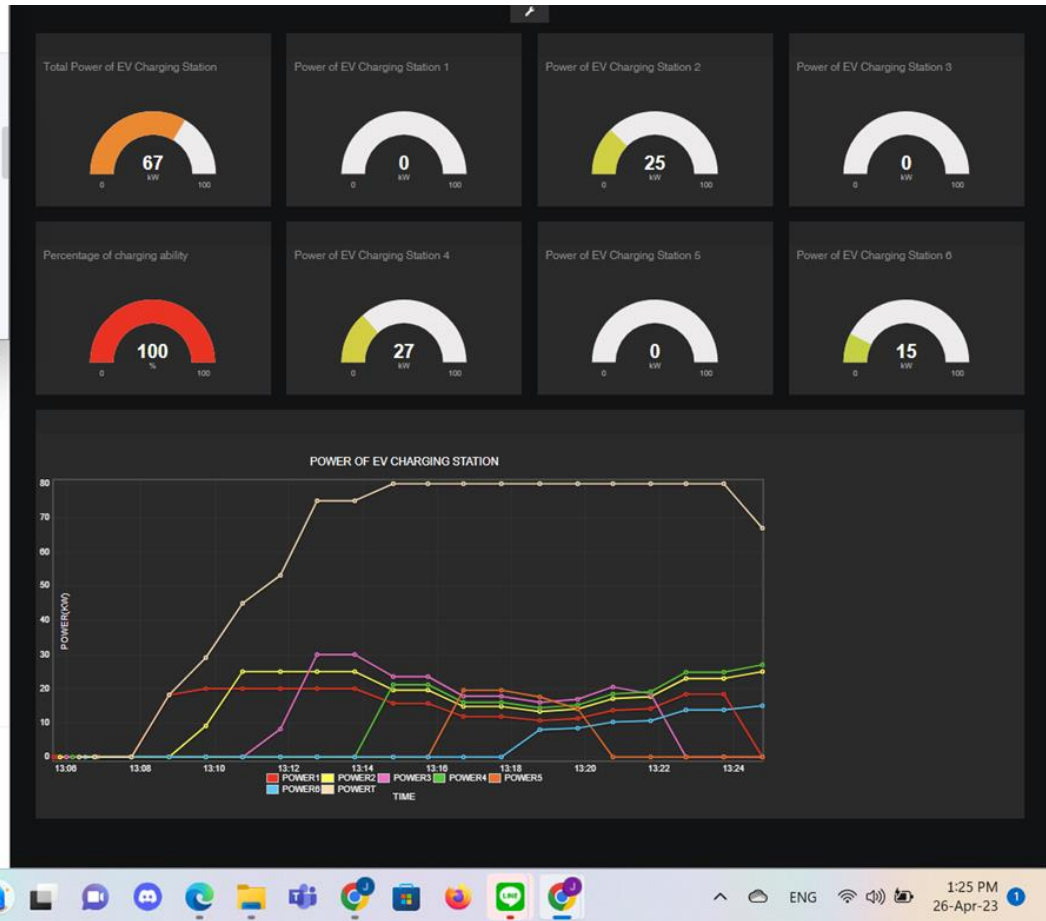 Total Power of EV Charging Station
67
kW
0 100
Power of EV Charging Station 1
0
kW
0 100
Power of EV Charging Station 2
25
kW
0 100
Power of EV Charging Station 3
0
kW
0 100
Percentage of charging ability
100
%
0 100
Power of EV Charging Station 4
27
kW
0 100
Power of EV Charging Station 5
0
kW
0 100
Power of EV Charging Station 6
15
kW
0 100
POWER OF EV CHARGING STATION
80
70
60
50
40
30
20
10
0
POWER(KW)
13:06 13:08 13:10 13:12 13:14 13:16 13:18 13:20 13:22 13:24
POWER1 POWER2 POWER3 POWER4 POWER5
POWER6 POWERT
TIME
J
LINE
J
ENG
1:25 PM
26-Apr-23
1